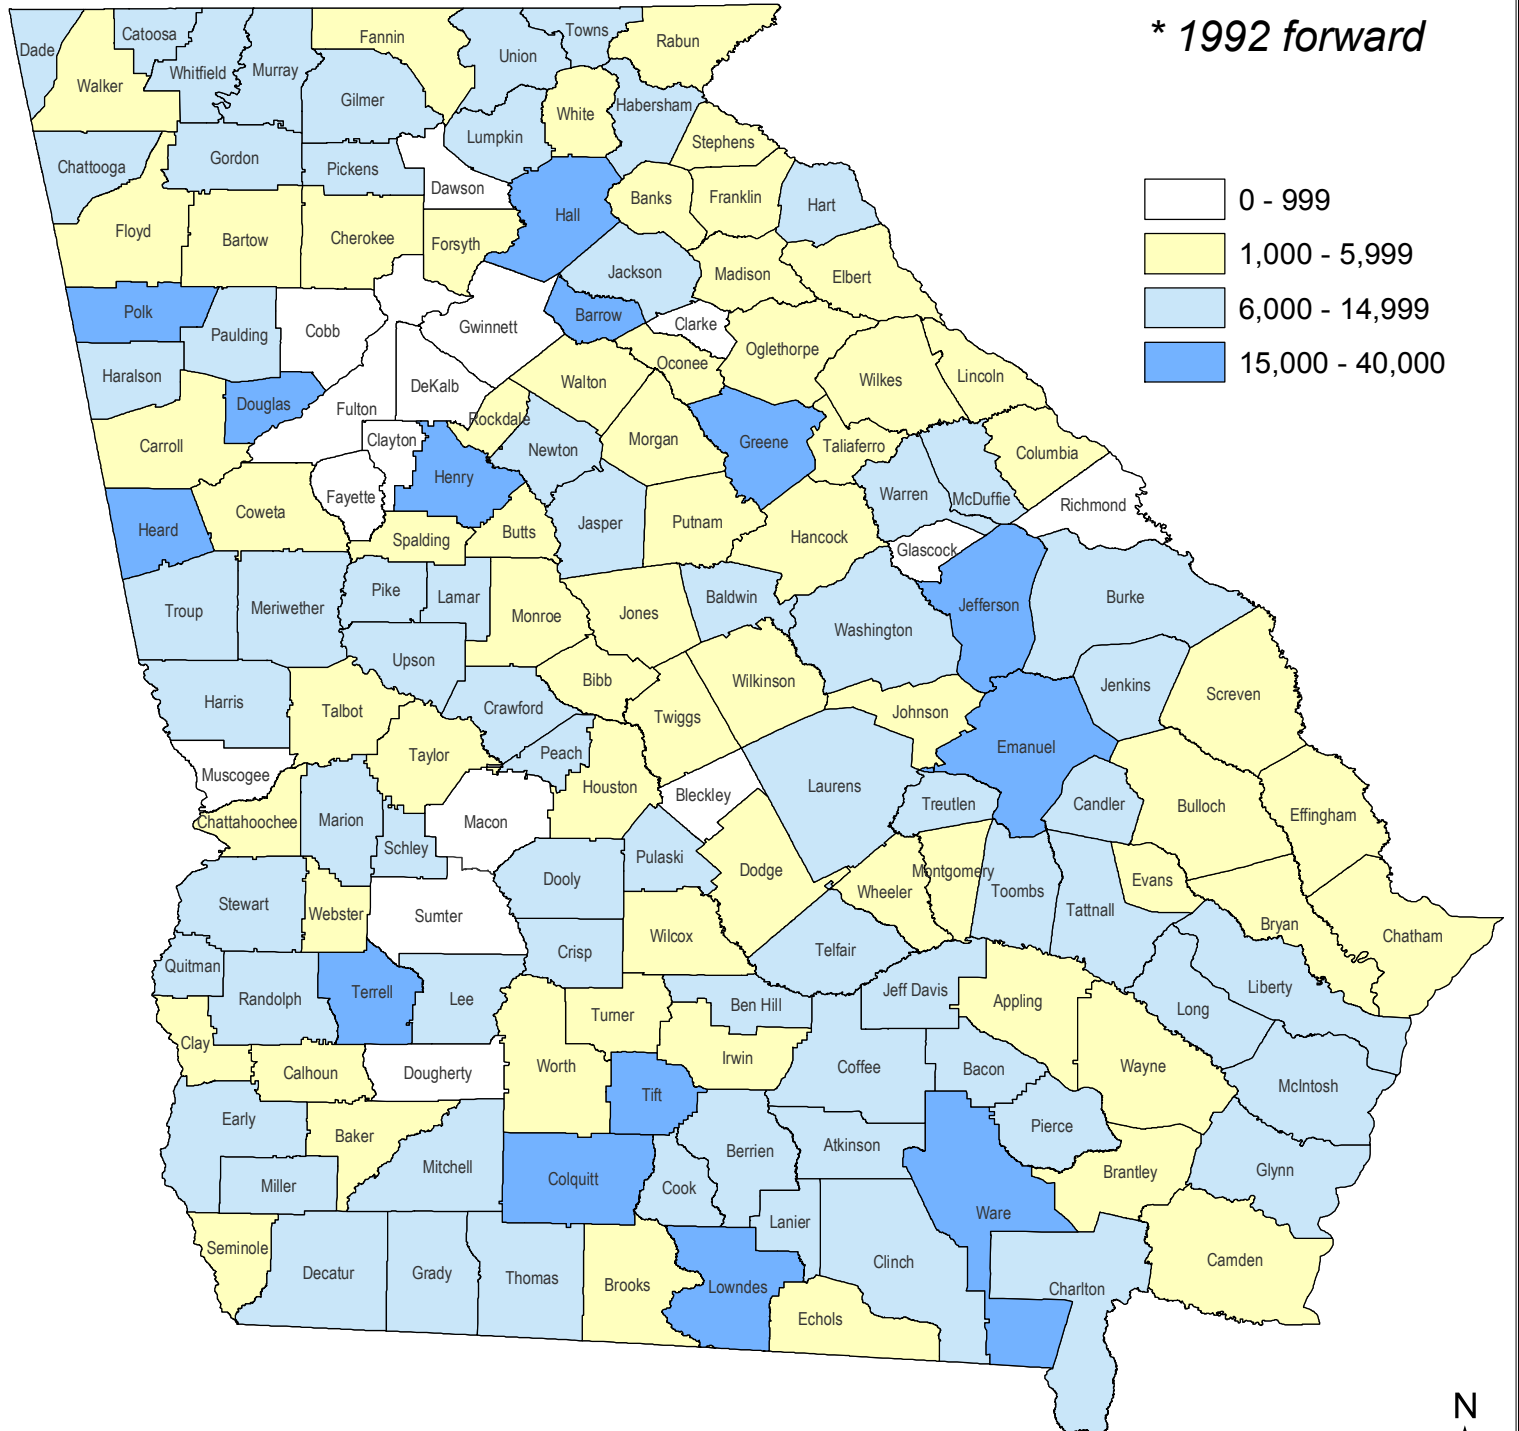 * 1992 forward
0 - 999
1,000 - 5,999
6,000 - 14,999
15,000 - 40,000
Dade
Catoosa
Fannin
Towns
Rabun
Walker
Whitfield
Murray
Union
Gilmer
White
Habersham
Lumpkin
Stephens
Chattooga
Gordon
Pickens
Dawson
Banks
Franklin
Hart
Hall
Floyd
Bartow
Cherokee
Forsyth
Jackson
Madison
Elbert
Polk
Paulding
Cobb
Gwinnett
Barrow
Clarke
Oglethorpe
Haralson
Oconee
Douglas
DeKalb
Walton
Wilkes
Lincoln
Fulton
Rockdale
Carroll
Clayton
Newton
Morgan
Greene
Taliaferro
Columbia
Henry
Fayette
Warren
McDuffie
Richmond
Heard
Coweta
Spalding
Butts
Jasper
Putnam
Hancock
Glascock
Troup
Meriwether
Pike
Lamar
Monroe
Jones
Baldwin
Washington
Jefferson
Burke
Upson
Bibb
Wilkinson
Harris
Talbot
Crawford
Twiggs
Johnson
Jenkins
Screven
Taylor
Peach
Emanuel
Muscogee
Houston
Bleckley
Laurens
Treutlen
Candler
Bulloch
Effingham
Chattahoochee
Marion
Macon
Schley
Pulaski
Dooly
Dodge
Wheeler
Montgomery
Toombs
Evans
Stewart
Webster
Sumter
Tattnall
Bryan
Chatham
Wilcox
Crisp
Telfair
Quitman
Randolph
Terrell
Lee
Turner
Ben Hill
Jeff Davis
Appling
Long
Liberty
Clay
Calhoun
Dougherty
Worth
Irwin
Coffee
Bacon
Wayne
McIntosh
Tift
Early
Baker
Mitchell
Berrien
Atkinson
Pierce
Miller
Colquitt
Cook
Brantley
Glynn
Lanier
Ware
Seminole
Decatur
Grady
Thomas
Brooks
Lowndes
Clinch
Charlton
Camden
Echols
N